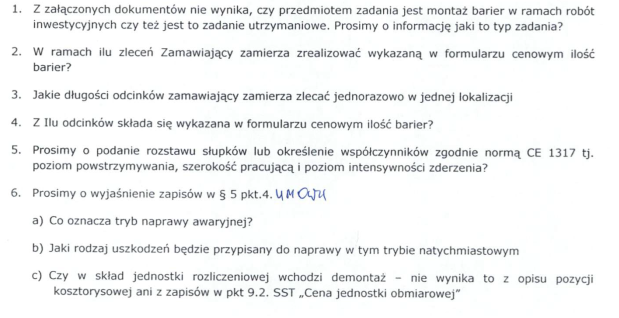 1. Z załączonych dokumentów nie wynika, czy przedmiotem zadania jest montaż barier w ramach robót
inwestycyjnych czy też jest to zadanie utrzymaniowe. Prosimy o informację jaki to typ zadania?
2. W ramach ilu zleceń Zamawiający zamierza zrealizować wykazaną w formularzu cenowym ilość
barier?
3. Jakie długości odcinków zamawiający zamierza zlecać jednorazowo w jednej lokalizacji
4. Z Ilu odcinków składa się wykazana w formularzu cenowym ilość barier?
5. Prosimy o podanie rozstawu słupków lub określenie współczynników zgodnie normą CE 1317 tj.
poziom powstrzymywania, szerokość pracującą i poziom intensywności zderzenia?
6. Prosimy o wyjaśnienie zapisów w § 5 pkt.4. UMOWY
a) Co oznacza tryb naprawy awaryjnej?
b) Jaki rodzaj uszkodzeń będzie przypisany do naprawy w tym trybie natychmiastowym
c) Czy w skład jednostki rozliczeniowej wchodzi demontaż – nie wynika to z opisu pozycji
kosztorysowej ani z zapisów w pkt 9.2. SST „Cena jednostki obmiarowej"